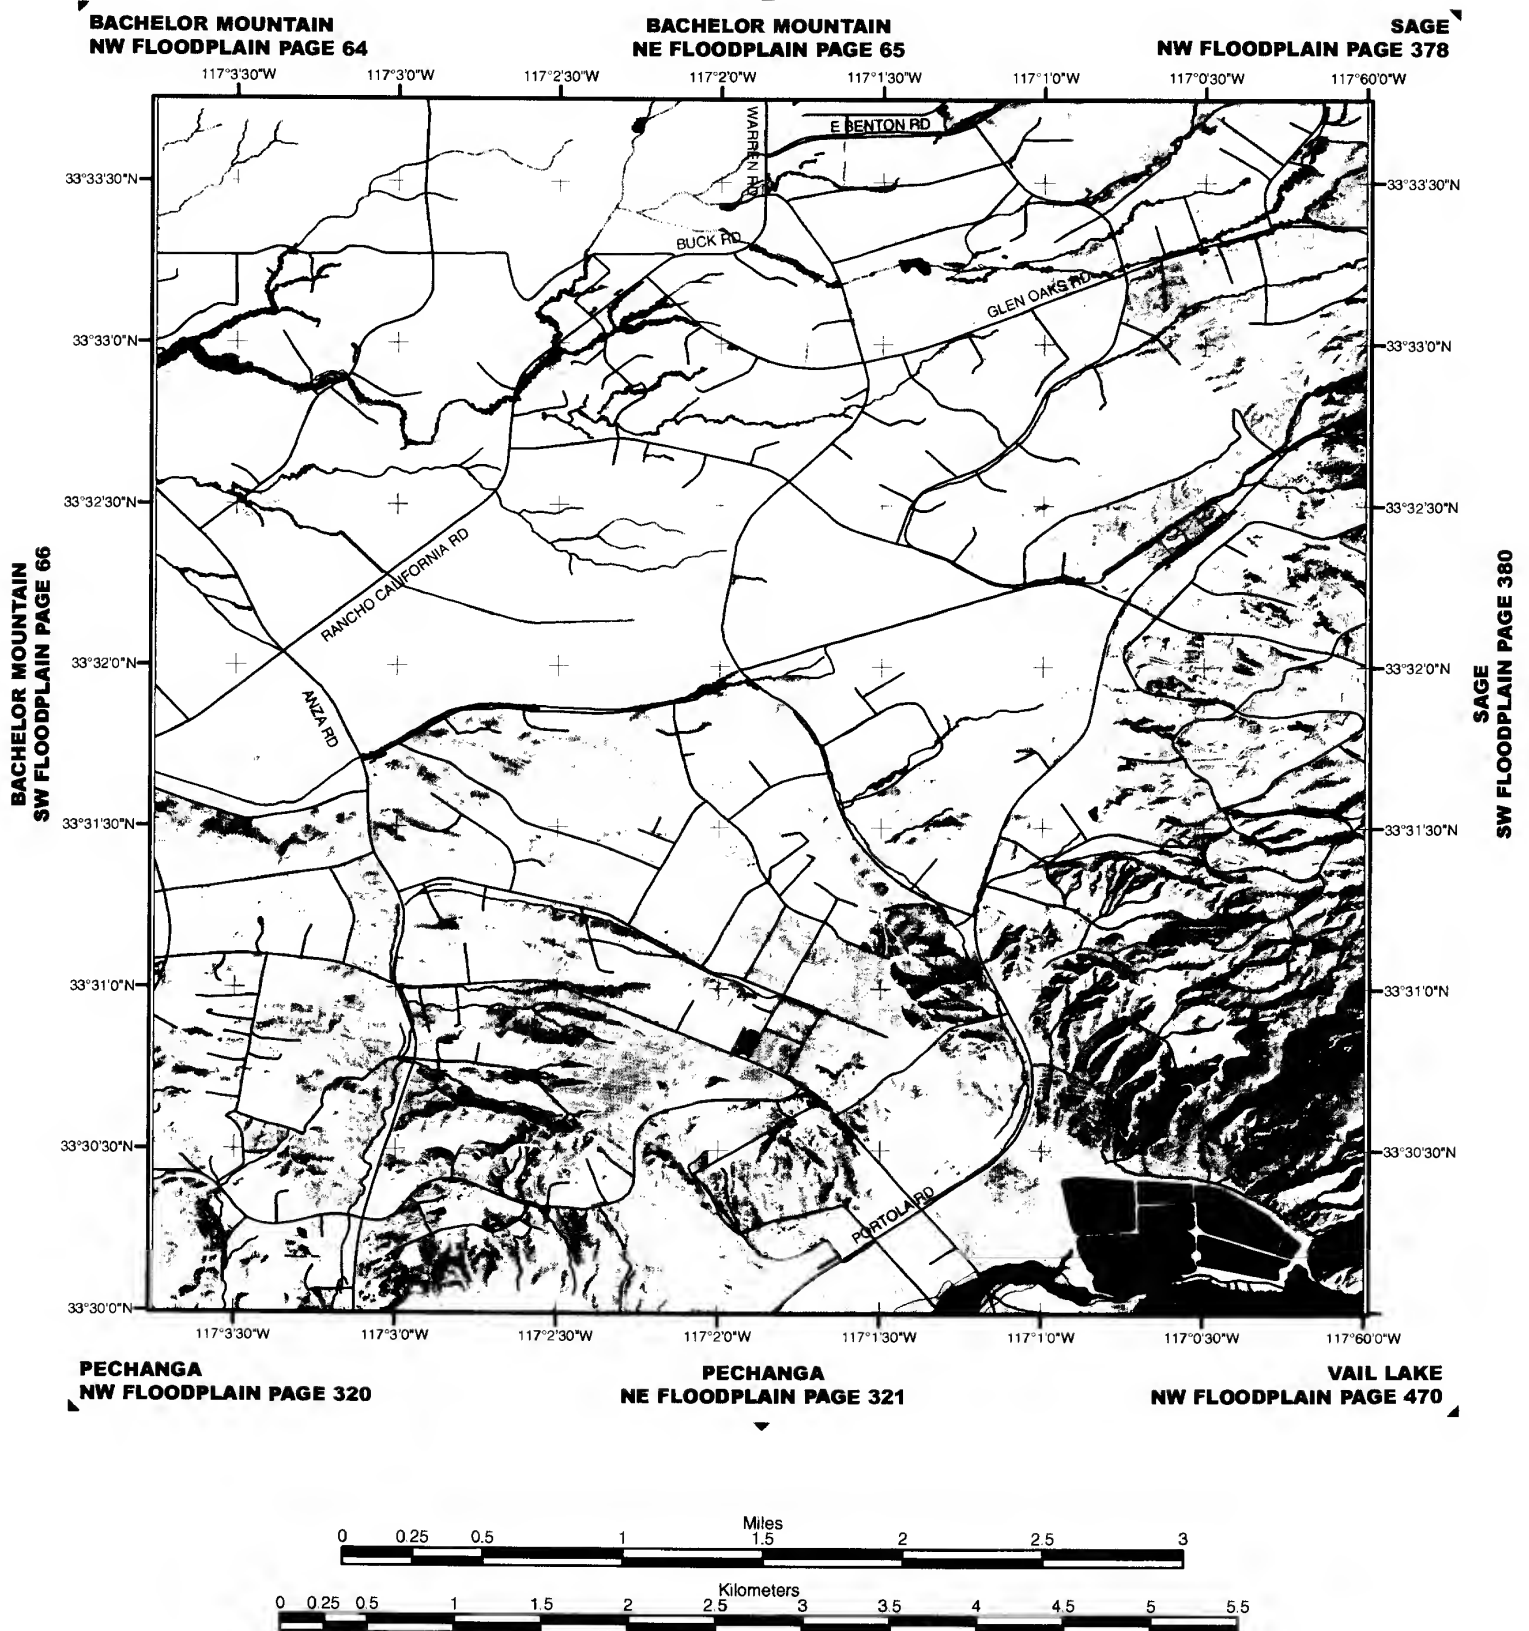 BACHELOR MOUNTAIN
NW FLOODPLAIN PAGE 64
BACHELOR MOUNTAIN
NE FLOODPLAIN PAGE 65
SAGE
NW FLOODPLAIN PAGE 378
117°3'30"W
117°3'0"W
117°2'30"W
117°2'0"W
117°1'30"W
117°1'0"W
117°0'30"W
117°60'0"W
WARREN RD
E BENTON RD
33°33'30"N
33°33'30"N
BUCK RD
GLEN OAKS RD
33°33'0"N
33°33'0"N
33°32'30"N
33°32'30"N
RANCHO CALIFORNIA RD
BACHELOR MOUNTAIN
SW FLOODPLAIN PAGE 66
SAGE
SW FLOODPLAIN PAGE 380
33°32'0"N
33°32'0"N
ANZA RD
33°31'30"N
33°31'30"N
33°31'0"N
33°31'0"N
33°30'30"N
33°30'30"N
PORTOLA RD
33°30'0"N
117°3'30"W
117°3'0"W
117°2'30"W
117°2'0"W
117°1'30"W
117°1'0"W
117°0'30"W
117°60'0"W
PECHANGA
NW FLOODPLAIN PAGE 320
PECHANGA
NE FLOODPLAIN PAGE 321
VAIL LAKE
NW FLOODPLAIN PAGE 470
Miles
0 0.25 0.5 1 1.5 2 2.5 3
Kilometers
0 0.25 0.5 1 1.5 2 2.5 3 3.5 4 4.5 5 5.5